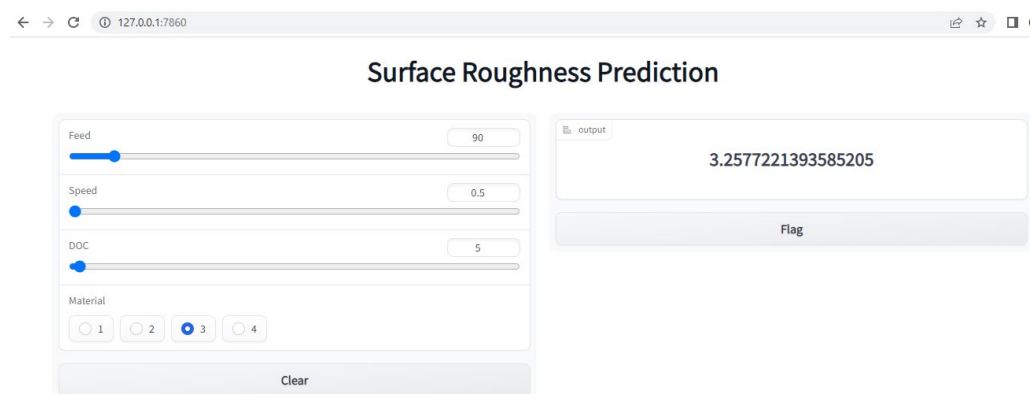 127.0.0.1:7860
Surface Roughness Prediction
Feed
90
Speed
0.5
DOC
5
Material
1 2 3 4
Clear
output
3.2577221393585205
Flag